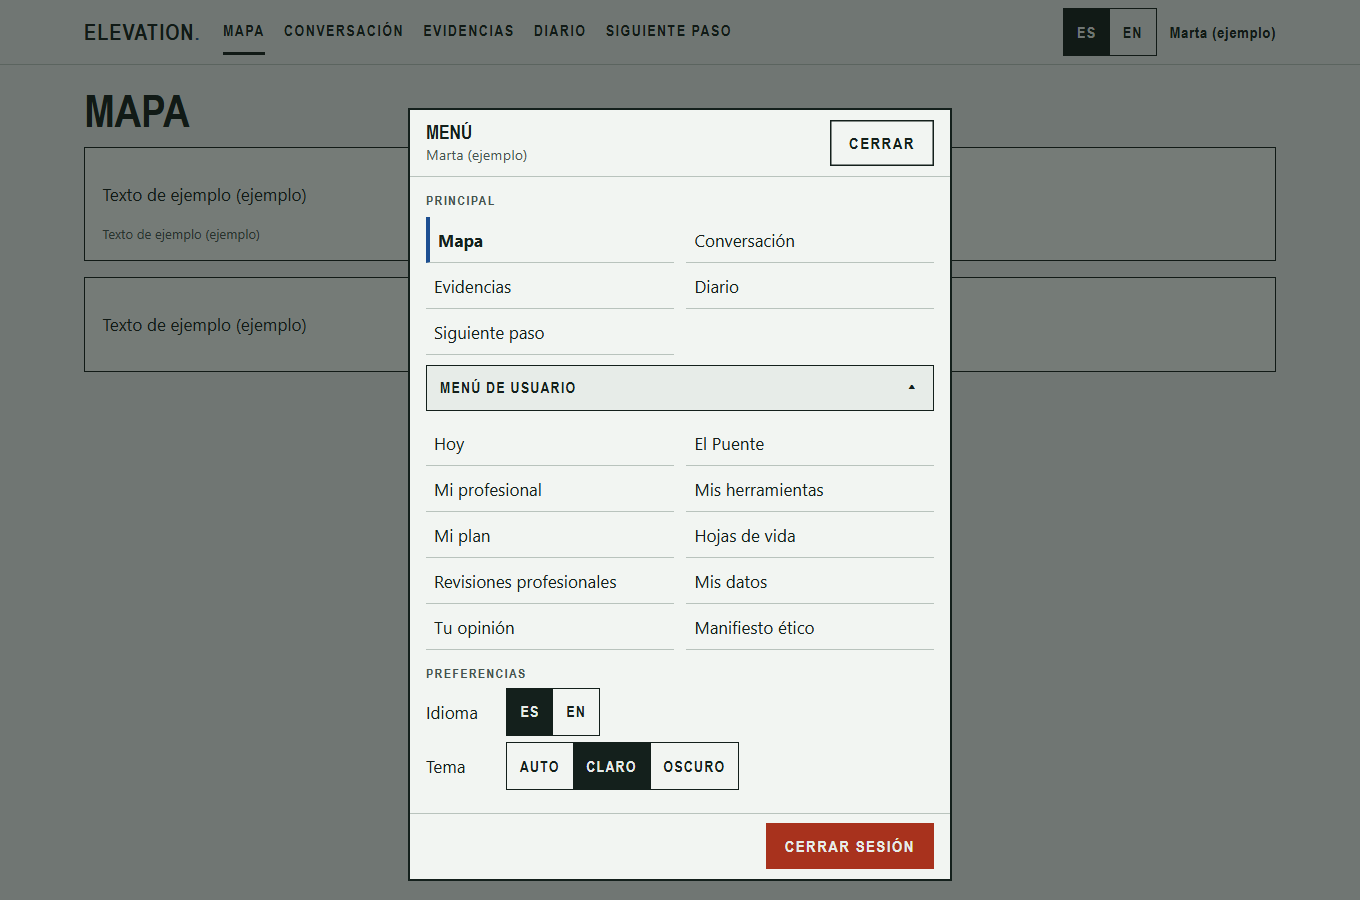 ELEVATION.
MAPA CONVERSACIÓN EVIDENCIAS DIARIO SIGUIENTE PASO
ES EN Marta (ejemplo)
MAPA
Texto de ejemplo (ejemplo)
Texto de ejemplo (ejemplo)
Texto de ejemplo (ejemplo)
MENÚ
Marta (ejemplo)
CERRAR
PRINCIPAL
Mapa
Conversación
Evidencias
Diario
Siguiente paso
MENÚ DE USUARIO
Hoy
El Puente
Mi profesional
Mis herramientas
Mi plan
Hojas de vida
Revisiones profesionales
Mis datos
Tu opinión
Manifiesto ético
PREFERENCIAS
Idioma ES EN
Tema AUTO CLARO OSCURO
CERRAR SESIÓN